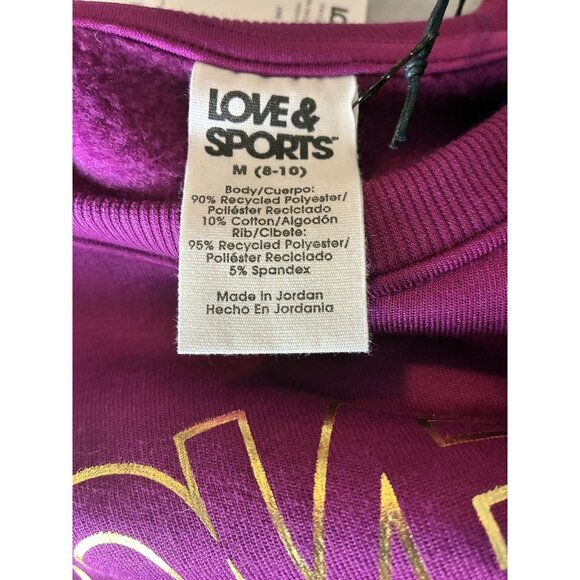 LOVE &
SPORTS™
M (8-10)
Body/Cuerpo:
90% Recycled Polyester/
Poliéster Reciclado
10% Cotton/Algodón
Rib/Cibete:
95% Recycled Polyester/
Poliéster Reciclado
5% Spandex
Made in Jordan
Hecho En Jordania